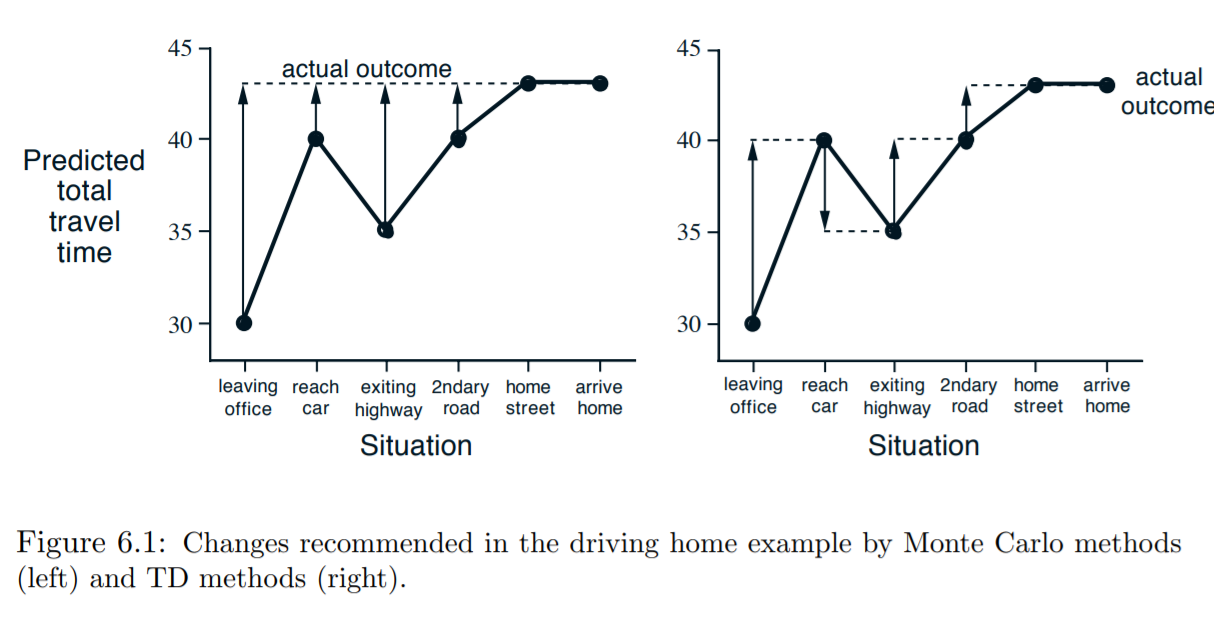 45
40
35
30
Predicted
total
travel
time
actual outcome
leaving
office
reach
car
exiting
highway
2ndary
road
home
street
arrive
home
Situation
45
40
35
30
actual
outcome
leaving
office
reach
car
exiting
highway
2ndary
road
home
street
arrive
home
Situation
Figure 6.1: Changes recommended in the driving home example by Monte Carlo methods
(left) and TD methods (right).